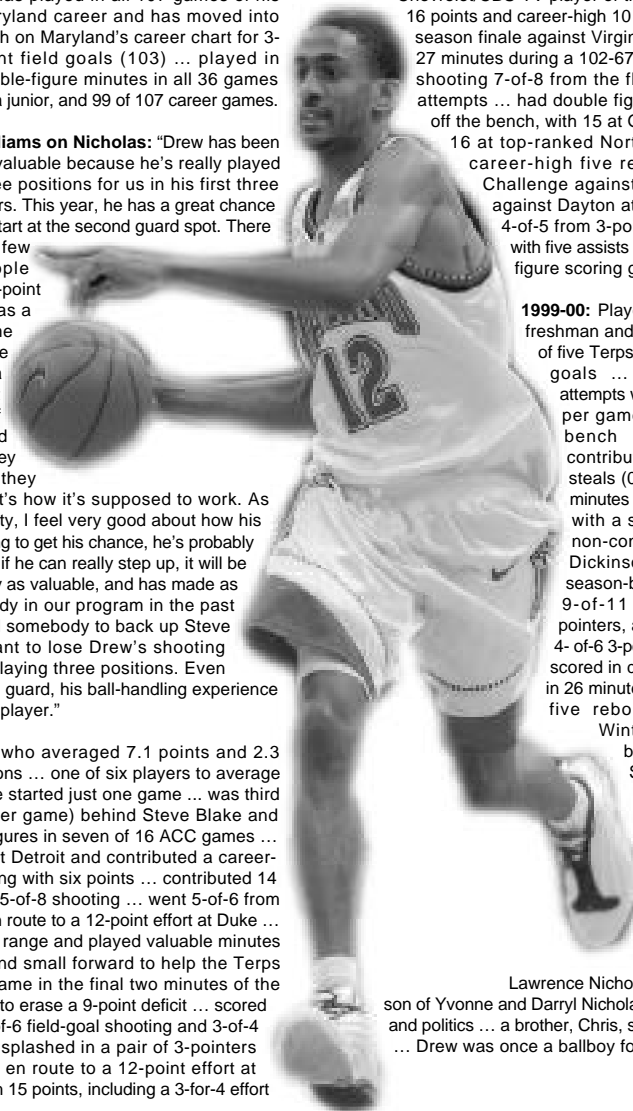 yland career and has moved into
h on Maryland's career chart for 3-
nt field goals (103) … played in
ble-figure minutes in all 36 games
a junior, and 99 of 107 career games.
liams on Nicholas: “Drew has been
valuable because he's really played
ee positions for us in his first three
rs. This year, he has a great chance
tart at the second guard spot. There
few
ple
-point
as a
ne
e
d
ey
they
t's how it's supposed to work. As
ty, I feel very good about how his
ng to get his chance, he's probably
if he can really step up, it will be
y as valuable, and has made as
dy in our program in the past
somebody to back up Steve
ant to lose Drew's shooting
laying three positions. Even
guard, his ball-handling experience
player.”
who averaged 7.1 points and 2.3
ons … one of six players to average
e started just one game ... was third
er game) behind Steve Blake and
gures in seven of 16 ACC games …
t Detroit and contributed a career-
ng with six points … contributed 14
5-of-8 shooting … went 5-of-6 from
n route to a 12-point effort at Duke …
range and played valuable minutes
nd small forward to help the Terps
ame in the final two minutes of the
to erase a 9-point deficit … scored
of-6 field-goal shooting and 3-of-4
splashed in a pair of 3-pointers
en route to a 12-point effort at
h 15 points, including a 3-for-4 effort
12
16 points and career-high 10
season finale against Virgin
27 minutes during a 102-67
shooting 7-of-8 from the fl
attempts … had double fig
off the bench, with 15 at C
16 at top-ranked Nort
career-high five re
Challenge against
against Dayton at
4-of-5 from 3-po
with five assists
figure scoring g
1999-00: Playe
freshman and
of five Terps
goals …
attempts w
per game
bench
contribu
steals (0
minutes
with a s
non-con
Dickins
season-b
9-of-11
pointers, a
4- of-6 3-p
scored in d
in 26 minute
five rebo
Wint
b
S
Lawrence Nicho
son of Yvonne and Darryl Nichola
and politics … a brother, Chris, s
… Drew was once a ballboy fo